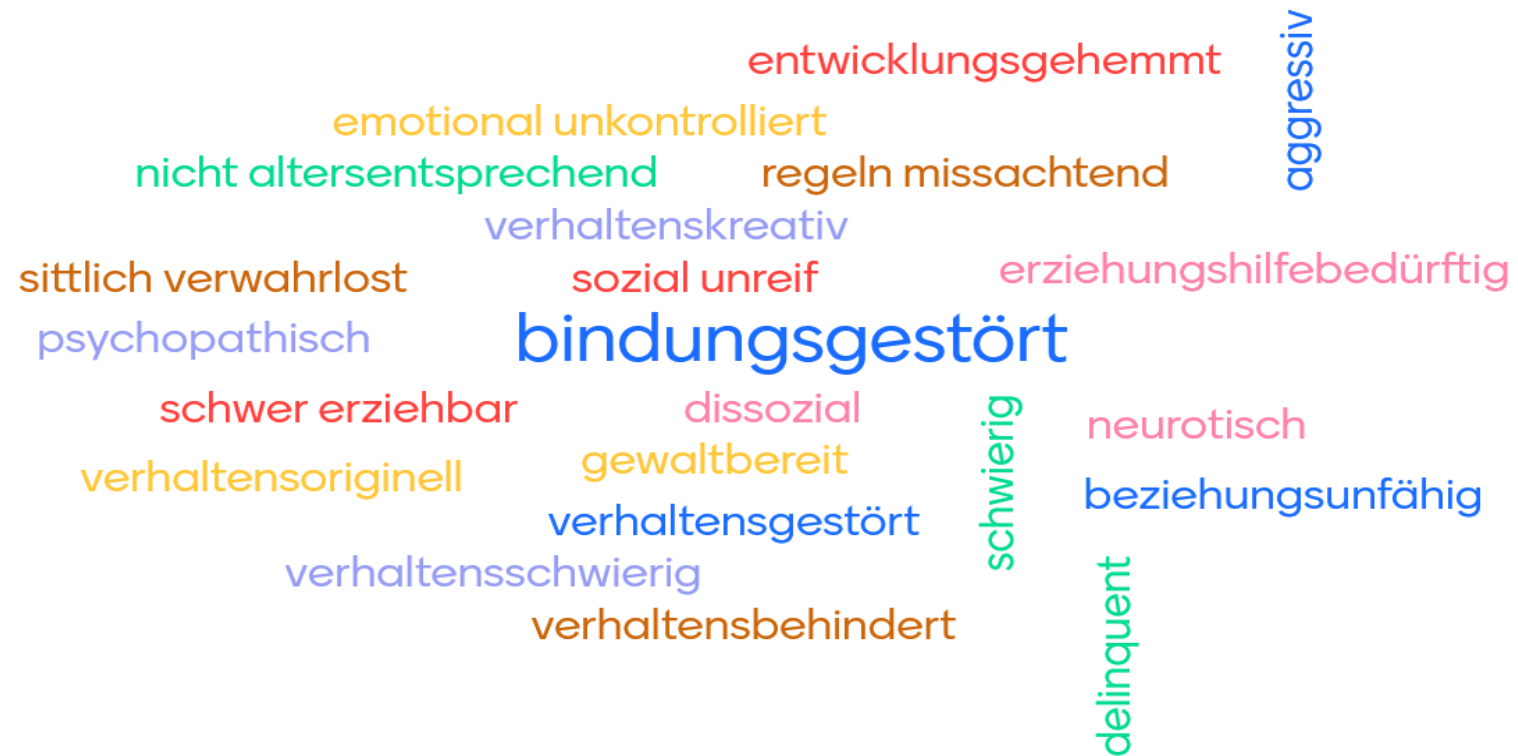 entwicklungsgehemmt
aggressiv
emotional unkontrolliert
nicht altersentsprechend
regeln missachtend
verhaltenskreativ
sittlich verwahrlost
sozial unreif
erziehungshilfebedürftig
psychopathisch
bindungsgestört
schwer erziehbar
dissozial
schwierig
neurotisch
verhaltensoriginell
gewaltbereit
beziehungsunfähig
verhaltensgestört
verhaltensschwierig
verhaltensbehindert
delinquent